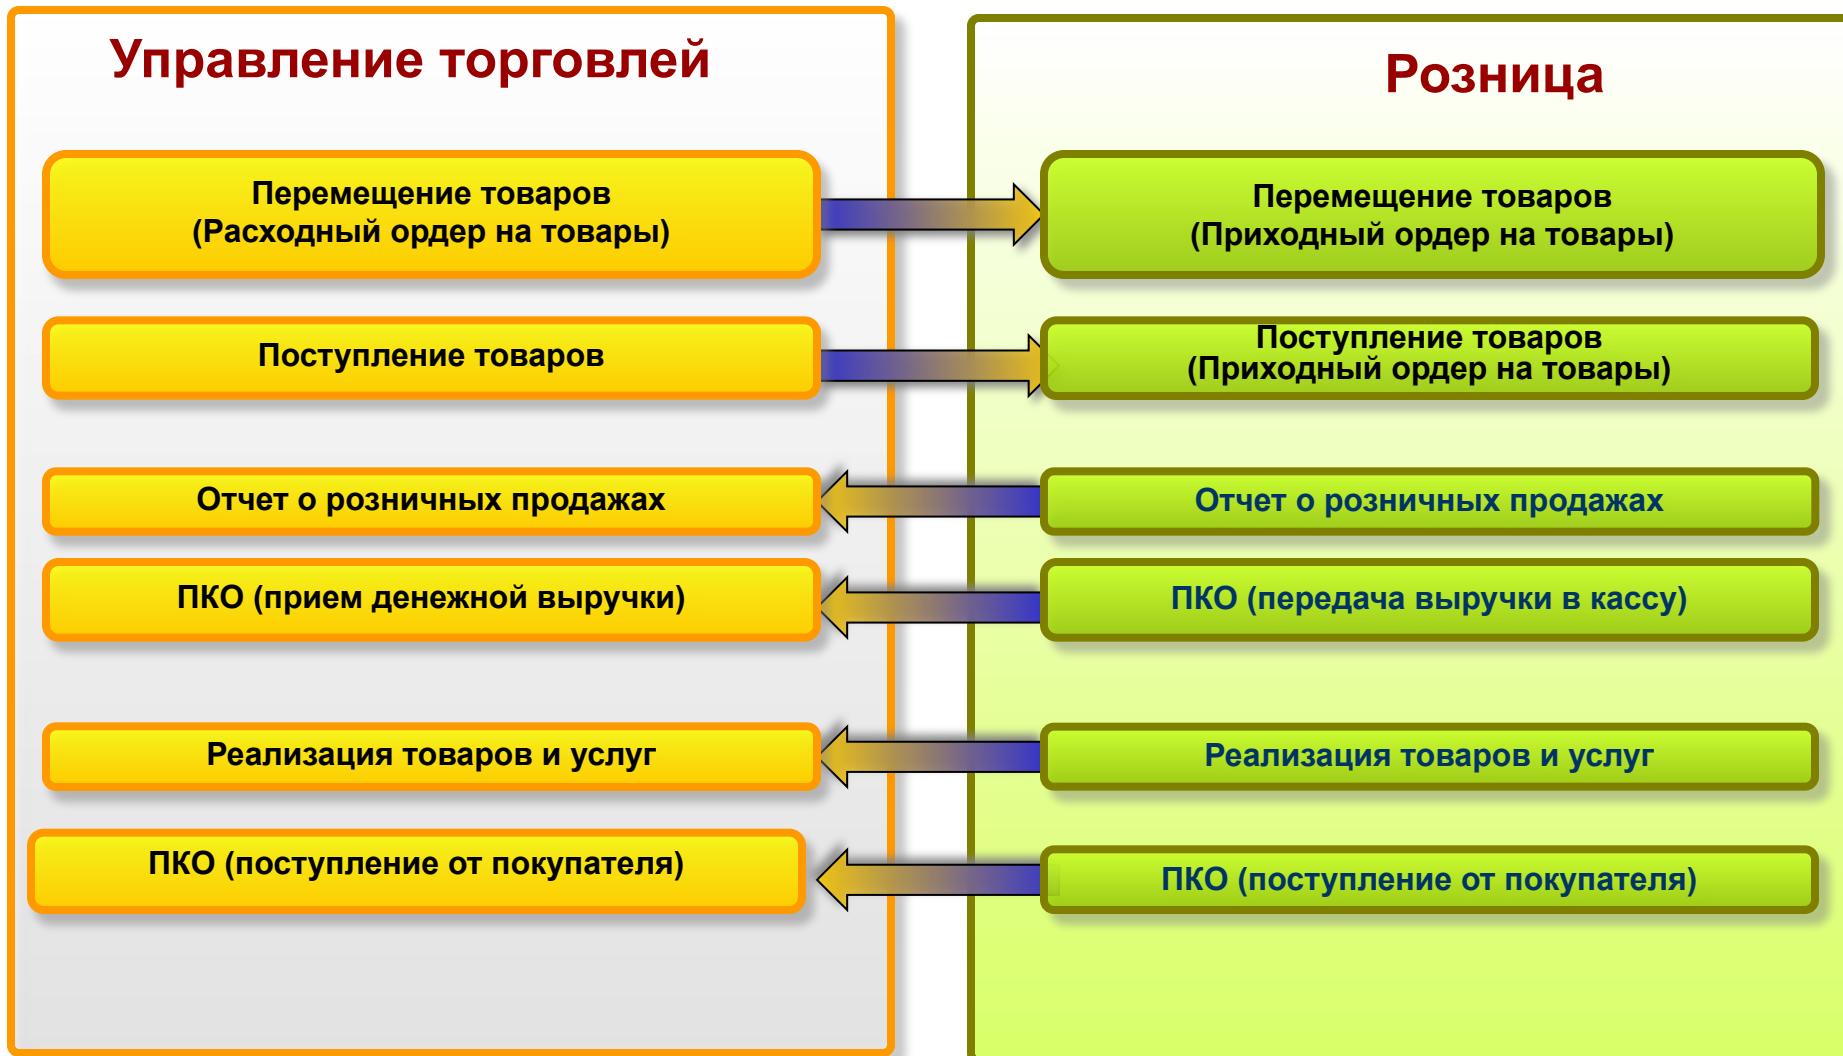 Управление торговлей
Розница
Перемещение товаров
(Расходный ордер на товары)
Перемещение товаров
(Приходный ордер на товары)
Поступление товаров
Поступление товаров
(Приходный ордер на товары)
Отчет о розничных продажах
Отчет о розничных продажах
ПКО (прием денежной выручки)
ПКО (передача выручки в кассу)
Реализация товаров и услуг
Реализация товаров и услуг
ПКО (поступление от покупателя)
ПКО (поступление от покупателя)